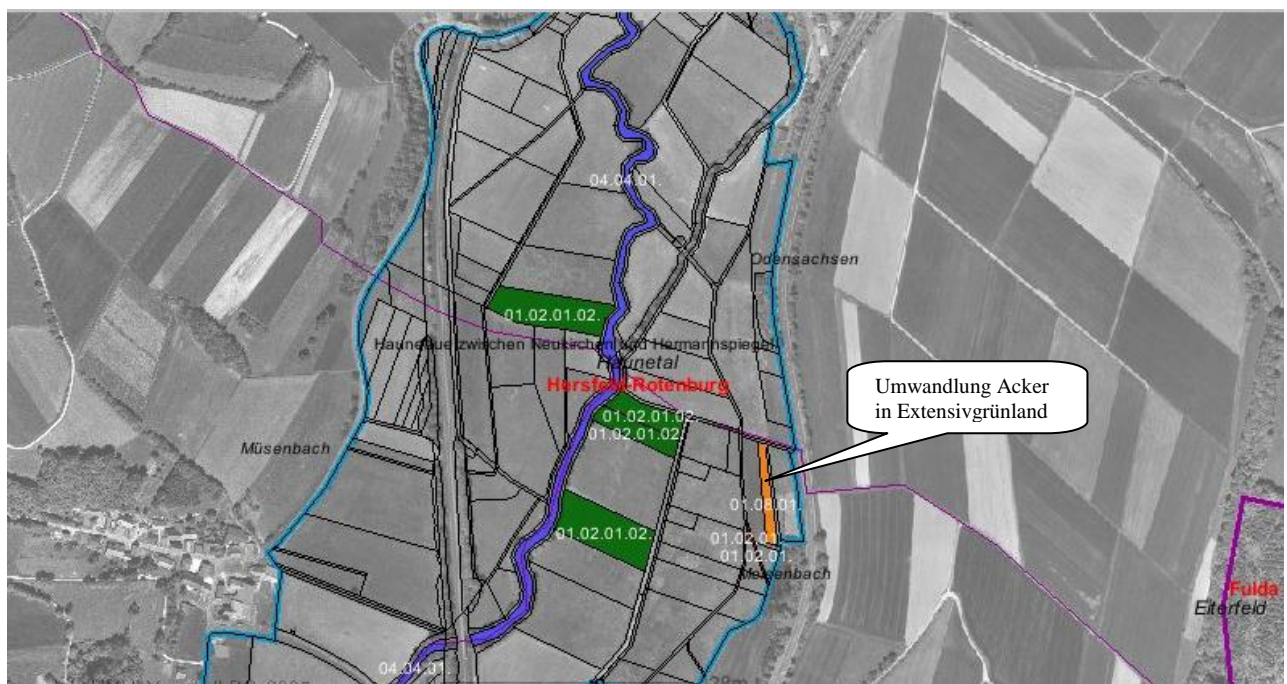 04.04.01.
Odensachsen
01.02.01.02.
Hauneaue zwischen Neukirchen und Hermannspiegel
Haunetal
Hersfeld-Rotenburg
Umwandlung Acker
in Extensivgrünland
01.02.01.02.
01.02.01.02.
Müsenbach
01.08.01.
01.02.01.02.
01.02.01.
01.02.01.
Meisenbach
Fulda
Eiterfeld
04.04.01.